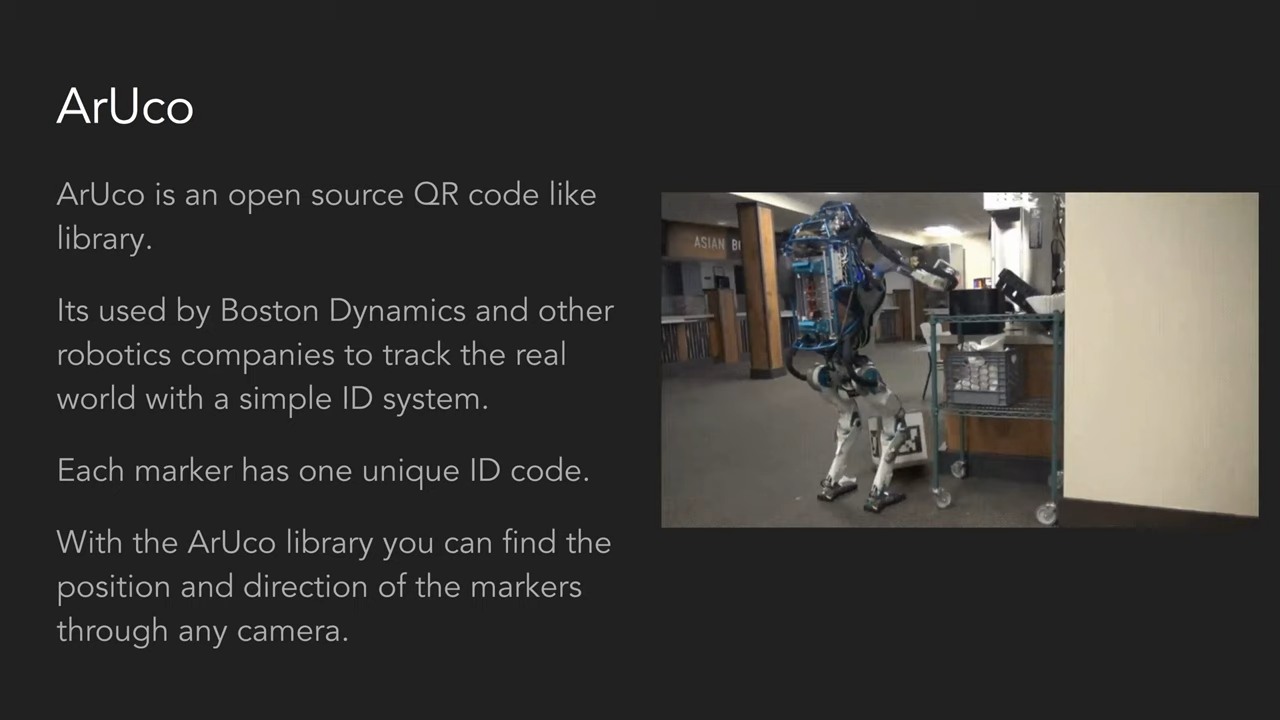 ArUco
ArUco is an open source QR code like
library.
Its used by Boston Dynamics and other
robotics companies to track the real
world with a simple ID system.
Each marker has one unique ID code.
With the ArUco library you can find the
position and direction of the markers
through any camera.
ASIAN